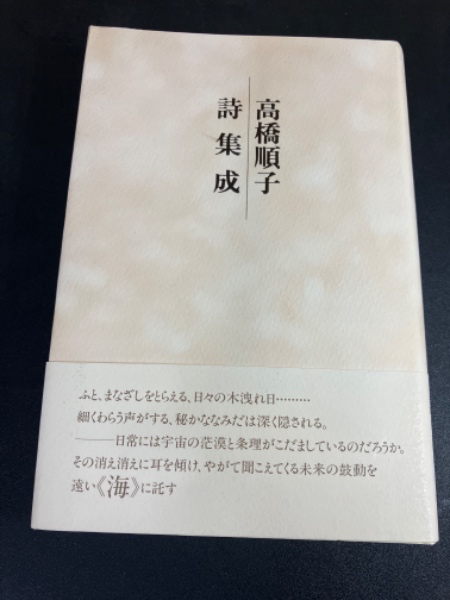 高橋順子
詩集成
ふと、まなざしをとらえる、日々の木洩れ日………
細くわらう声がする、秘かななみだは深く隠される。
———日常には宇宙の茫漠と条理がこだましているのだろうか。
その消え消えに耳を傾け、やがて聞こえてくる未来の鼓動を
遠い《海》に託す